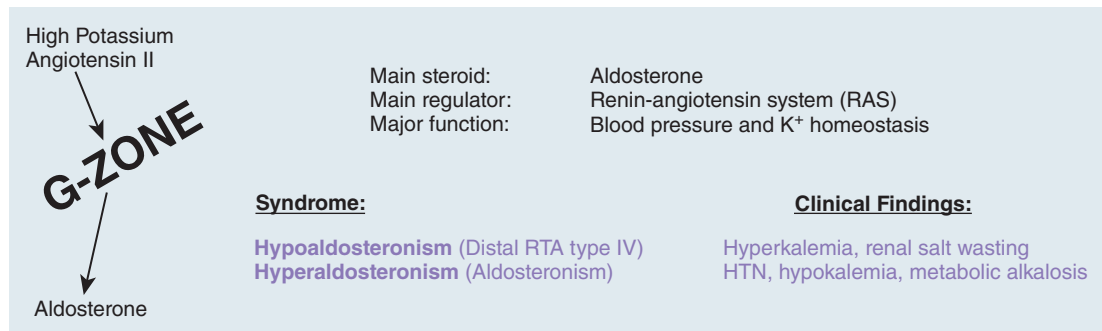 High Potassium
Angiotensin II
Main steroid: Aldosterone
Main regulator: Renin-angiotensin system (RAS)
Major function: Blood pressure and K⁺ homeostasis
G-ZONE
Syndrome: Clinical Findings:
Hypoaldosteronism (Distal RTA type IV) Hyperkalemia, renal salt wasting
Hyperaldosteronism (Aldosteronism) HTN, hypokalemia, metabolic alkalosis
Aldosterone